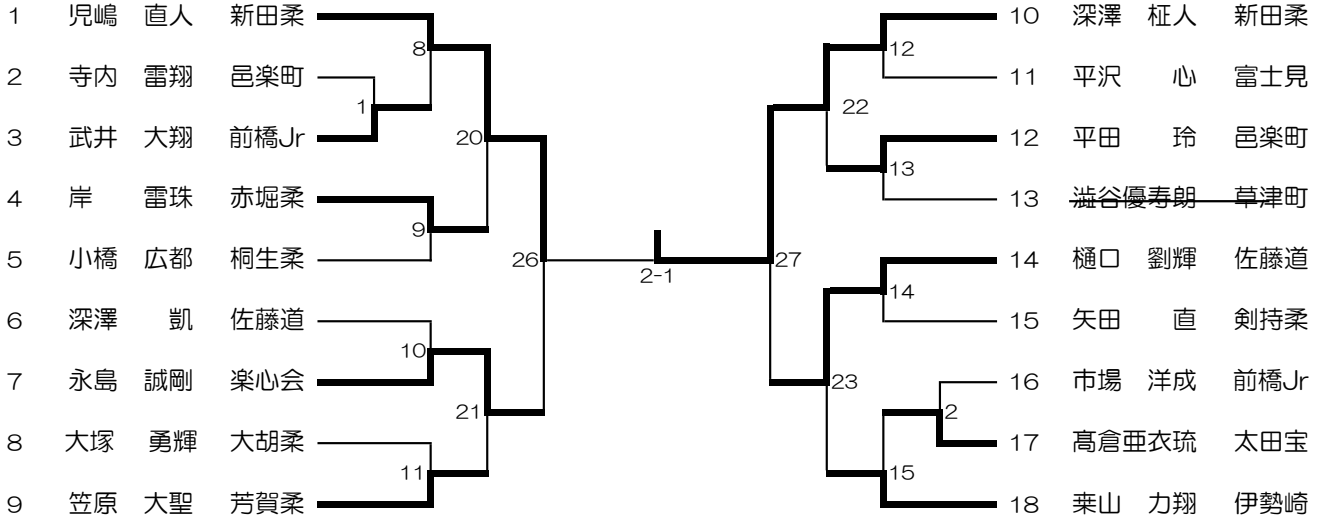 1 児嶋 直人 新田柔
8
2 寺内 雷翔 邑楽町
1
3 武井 大翔 前橋Jr
20
4 岸 雷珠 赤堀柔
9
5 小橋 広都 桐生柔
26
6 深澤 凱 佐藤道
10
7 永島 誠剛 楽心会
21
8 大塚 勇輝 大胡柔
11
9 笠原 大聖 芳賀柔
2-1
10 深澤 柾人 新田柔
12
11 平沢 心 富士見
22
12 平田 玲 邑楽町
13
13 澁谷優寿朗 草津町
27
14 樋口 劉輝 佐藤道
14
15 矢田 直 剣持柔
23
16 市場 洋成 前橋Jr
2
17 髙倉亜衣琉 太田宝
15
18 桒山 力翔 伊勢崎